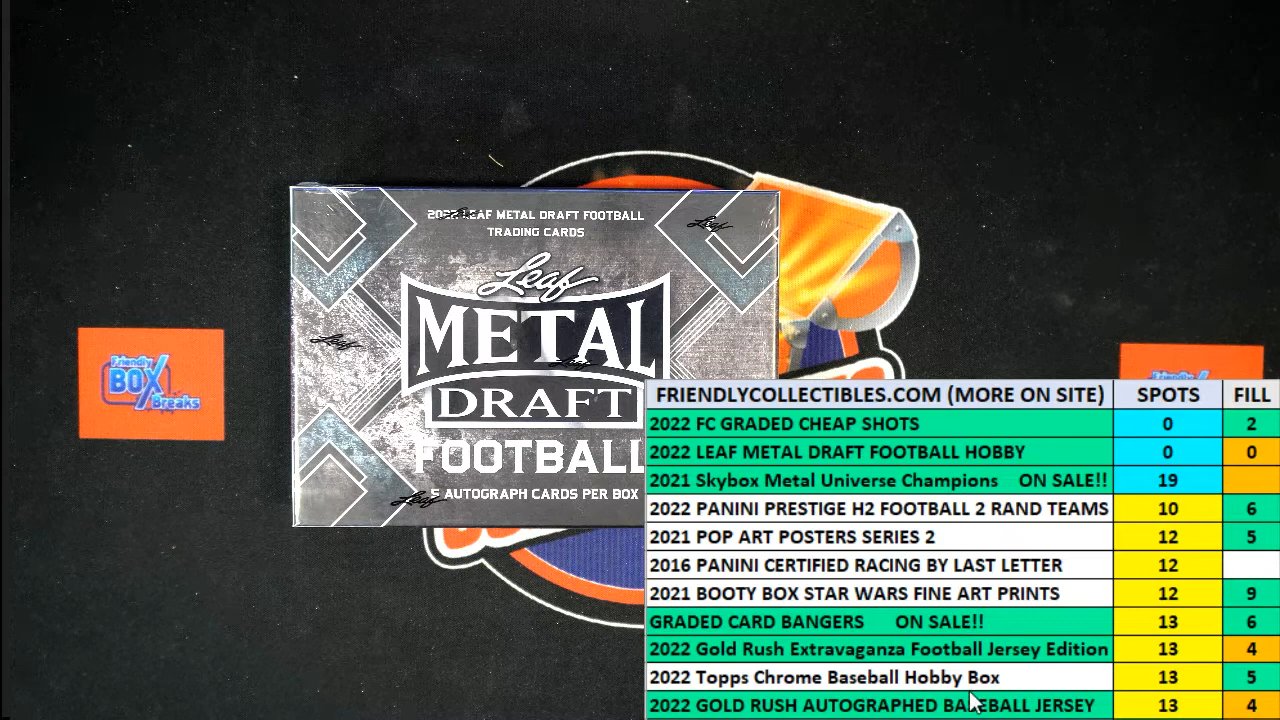 2022 LEAF METAL DRAFT FOOTBALL
TRADING CARDS
Leaf
Leaf
METAL
DRAFT
FOOTBALL
5 AUTOGRAPH CARDS PER BOX
Leaf
Leaf
Leaf
Friendly
BOX
Breaks
Friendly
FRIENDLYCOLLECTIBLES.COM (MORE ON SITE) SPOTS FILL
2022 FC GRADED CHEAP SHOTS 0 2
2022 LEAF METAL DRAFT FOOTBALL HOBBY 0 0
2021 Skybox Metal Universe Champions ON SALE!! 19
2022 PANINI PRESTIGE H2 FOOTBALL 2 RAND TEAMS 10 6
2021 POP ART POSTERS SERIES 2 12 5
2016 PANINI CERTIFIED RACING BY LAST LETTER 12
2021 BOOTY BOX STAR WARS FINE ART PRINTS 12 9
GRADED CARD BANGERS ON SALE!! 13 6
2022 Gold Rush Extravaganza Football Jersey Edition 13 4
2022 Topps Chrome Baseball Hobby Box 13 5
2022 GOLD RUSH AUTOGRAPHED BASEBALL JERSEY 13 4